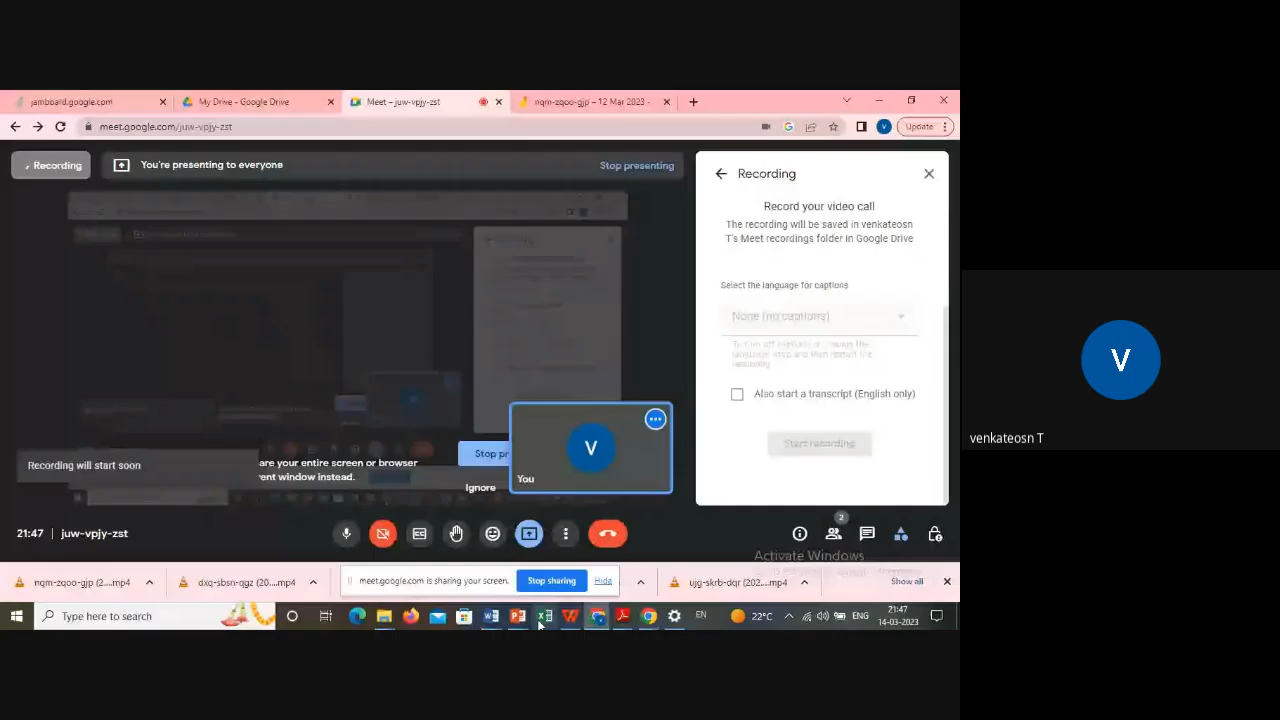 jamboard.google.com
My Drive - Google Drive
Meet – juw-vpjy-zst
nqm-zqoo-gjp – 12 Mar 2023 -
meet.google.com/juw-vpjy-zst
V
Update
Recording
You're presenting to everyone
Stop presenting
Recording
Record your video call
The recording will be saved in venkateosn
T's Meet recordings folder in Google Drive
Select the language for captions
None (no captions)
Also start a transcript (English only)
Start recording
Recording will start soon
are your entire screen or browser
ent window instead.
Stop pr
Ignore
V
You
V
venkateosn T
21:47 | juw-vpjy-zst
2
Activate Windows
nqm-zqoo-gjp (2....mp4
dxq-sbsn-qgz (20....mp4
meet.google.com is sharing your screen.
Stop sharing
Hide
ujg-skrb-dqr (202....mp4
Show all
Type here to search
EN
22°C
ENG
21:47
14-03-2023